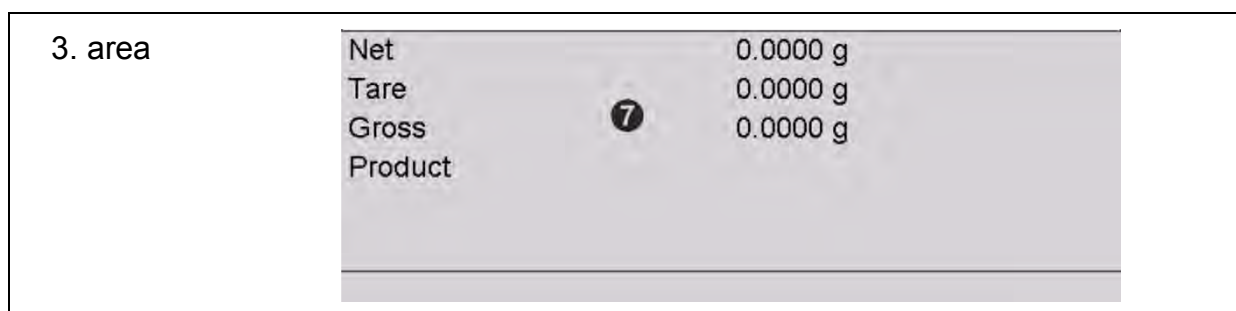 3. area
Net 0.0000 g
Tare 0.0000 g
7
Gross 0.0000 g
Product